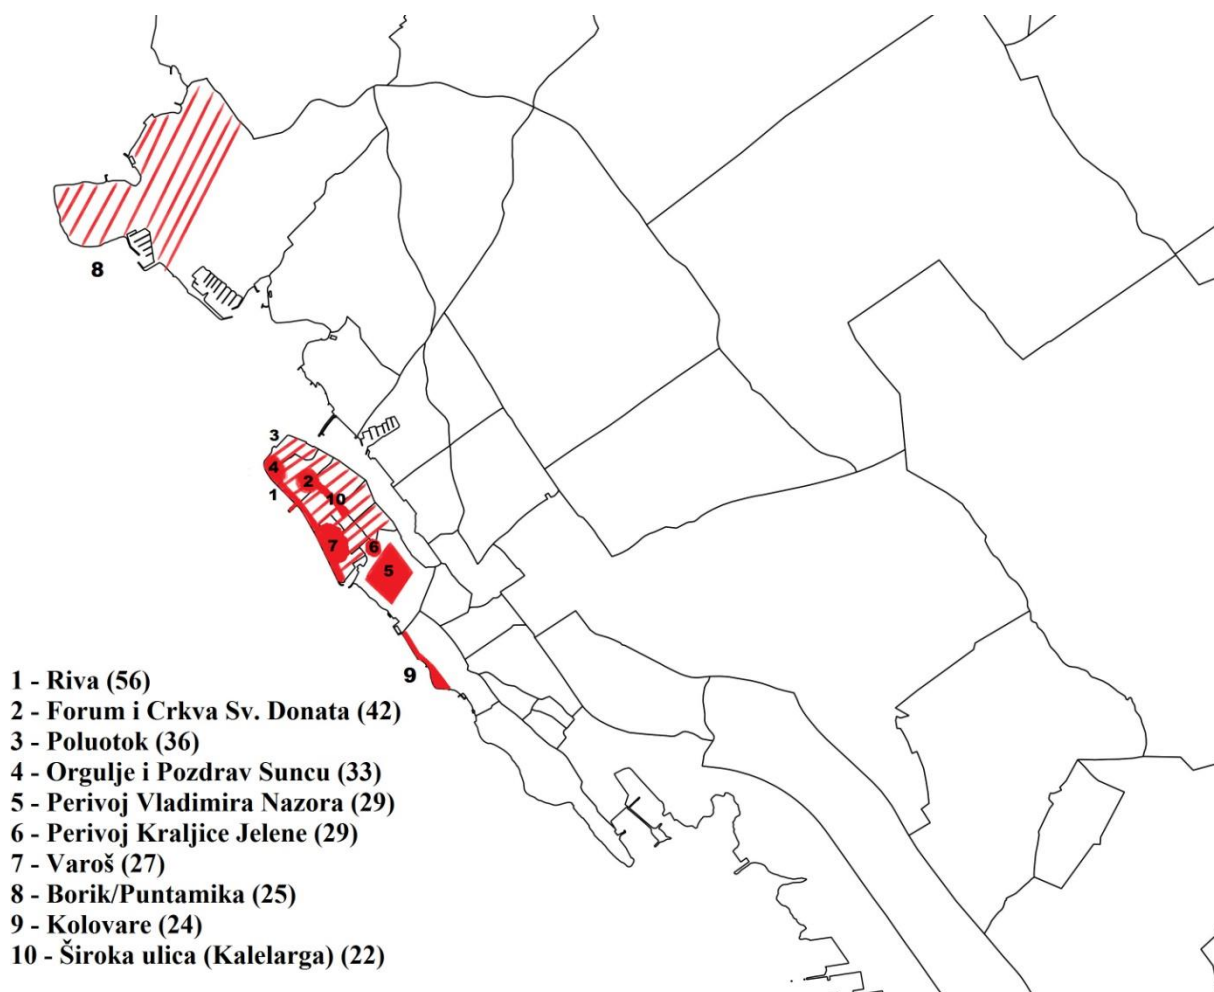 8
3
4
2
1
10
7
6
5
9
1 - Riva (56)
2 - Forum i Crkva Sv. Donata (42)
3 - Poluotok (36)
4 - Orgulje i Pozdrav Suncu (33)
5 - Perivoj Vladimira Nazora (29)
6 - Perivoj Kraljice Jelene (29)
7 - Varoš (27)
8 - Borik/Puntamika (25)
9 - Kolovare (24)
10 - Široka ulica (Kalelarga) (22)